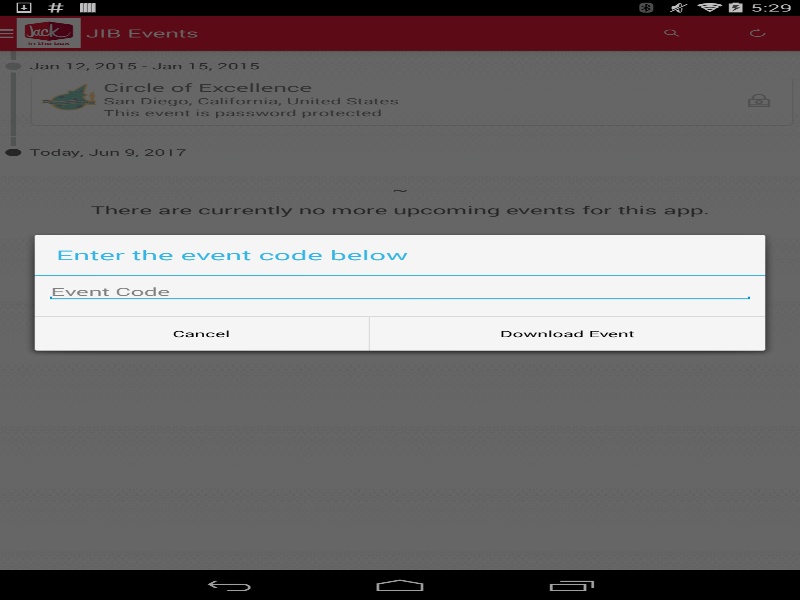 5:29
Jack
in the box
JIB Events
Jan 12, 2015 - Jan 15, 2015
Circle of Excellence
San Diego, California, United States
This event is password protected
Today, Jun 9, 2017
~
There are currently no more upcoming events for this app.
Enter the event code below
Event Code
Cancel
Download Event